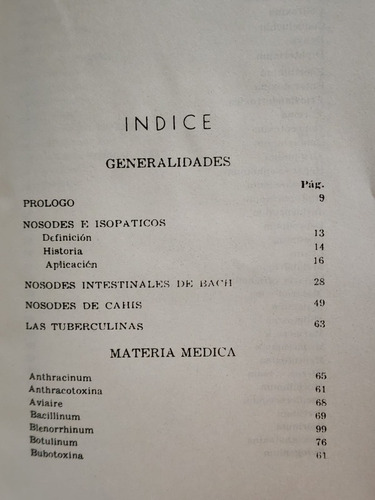 INDICE
GENERALIDADES
Pág.
PROLOGO 9
NOSODES E ISOPATICOS
Definición 13
Historia 14
Aplicación 16
NOSODES INTESTINALES DE BACH 28
NOSODES DE CAHIS 49
LAS TUBERCULINAS 63
MATERIA MEDICA
Anthracinum 65
Anthracotoxina 61
Aviaire 68
Bacillinum 69
Blenorrhinum 99
Botulinum 76
Bubotoxina 61